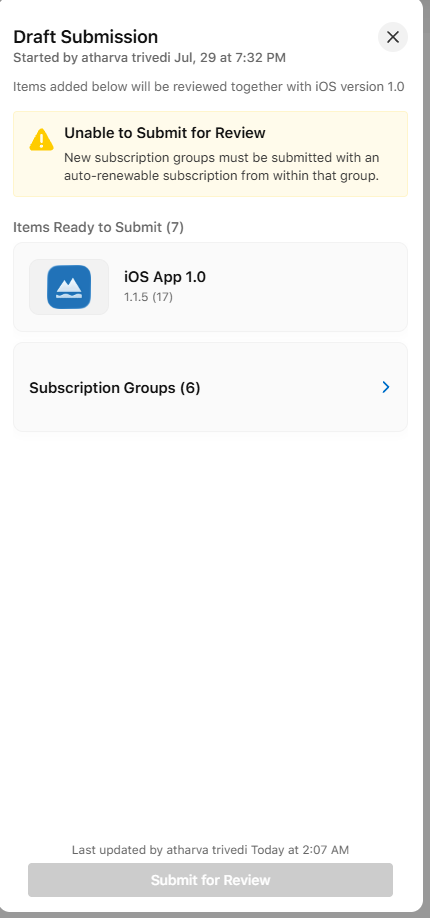 Draft Submission
Started by atharva trivedi Jul, 29 at 7:32 PM
Items added below will be reviewed together with iOS version 1.0
Unable to Submit for Review
New subscription groups must be submitted with an
auto-renewable subscription from within that group.
Items Ready to Submit (7)
iOS App 1.0
1.1.5 (17)
Subscription Groups (6)
Last updated by atharva trivedi Today at 2:07 AM
Submit for Review